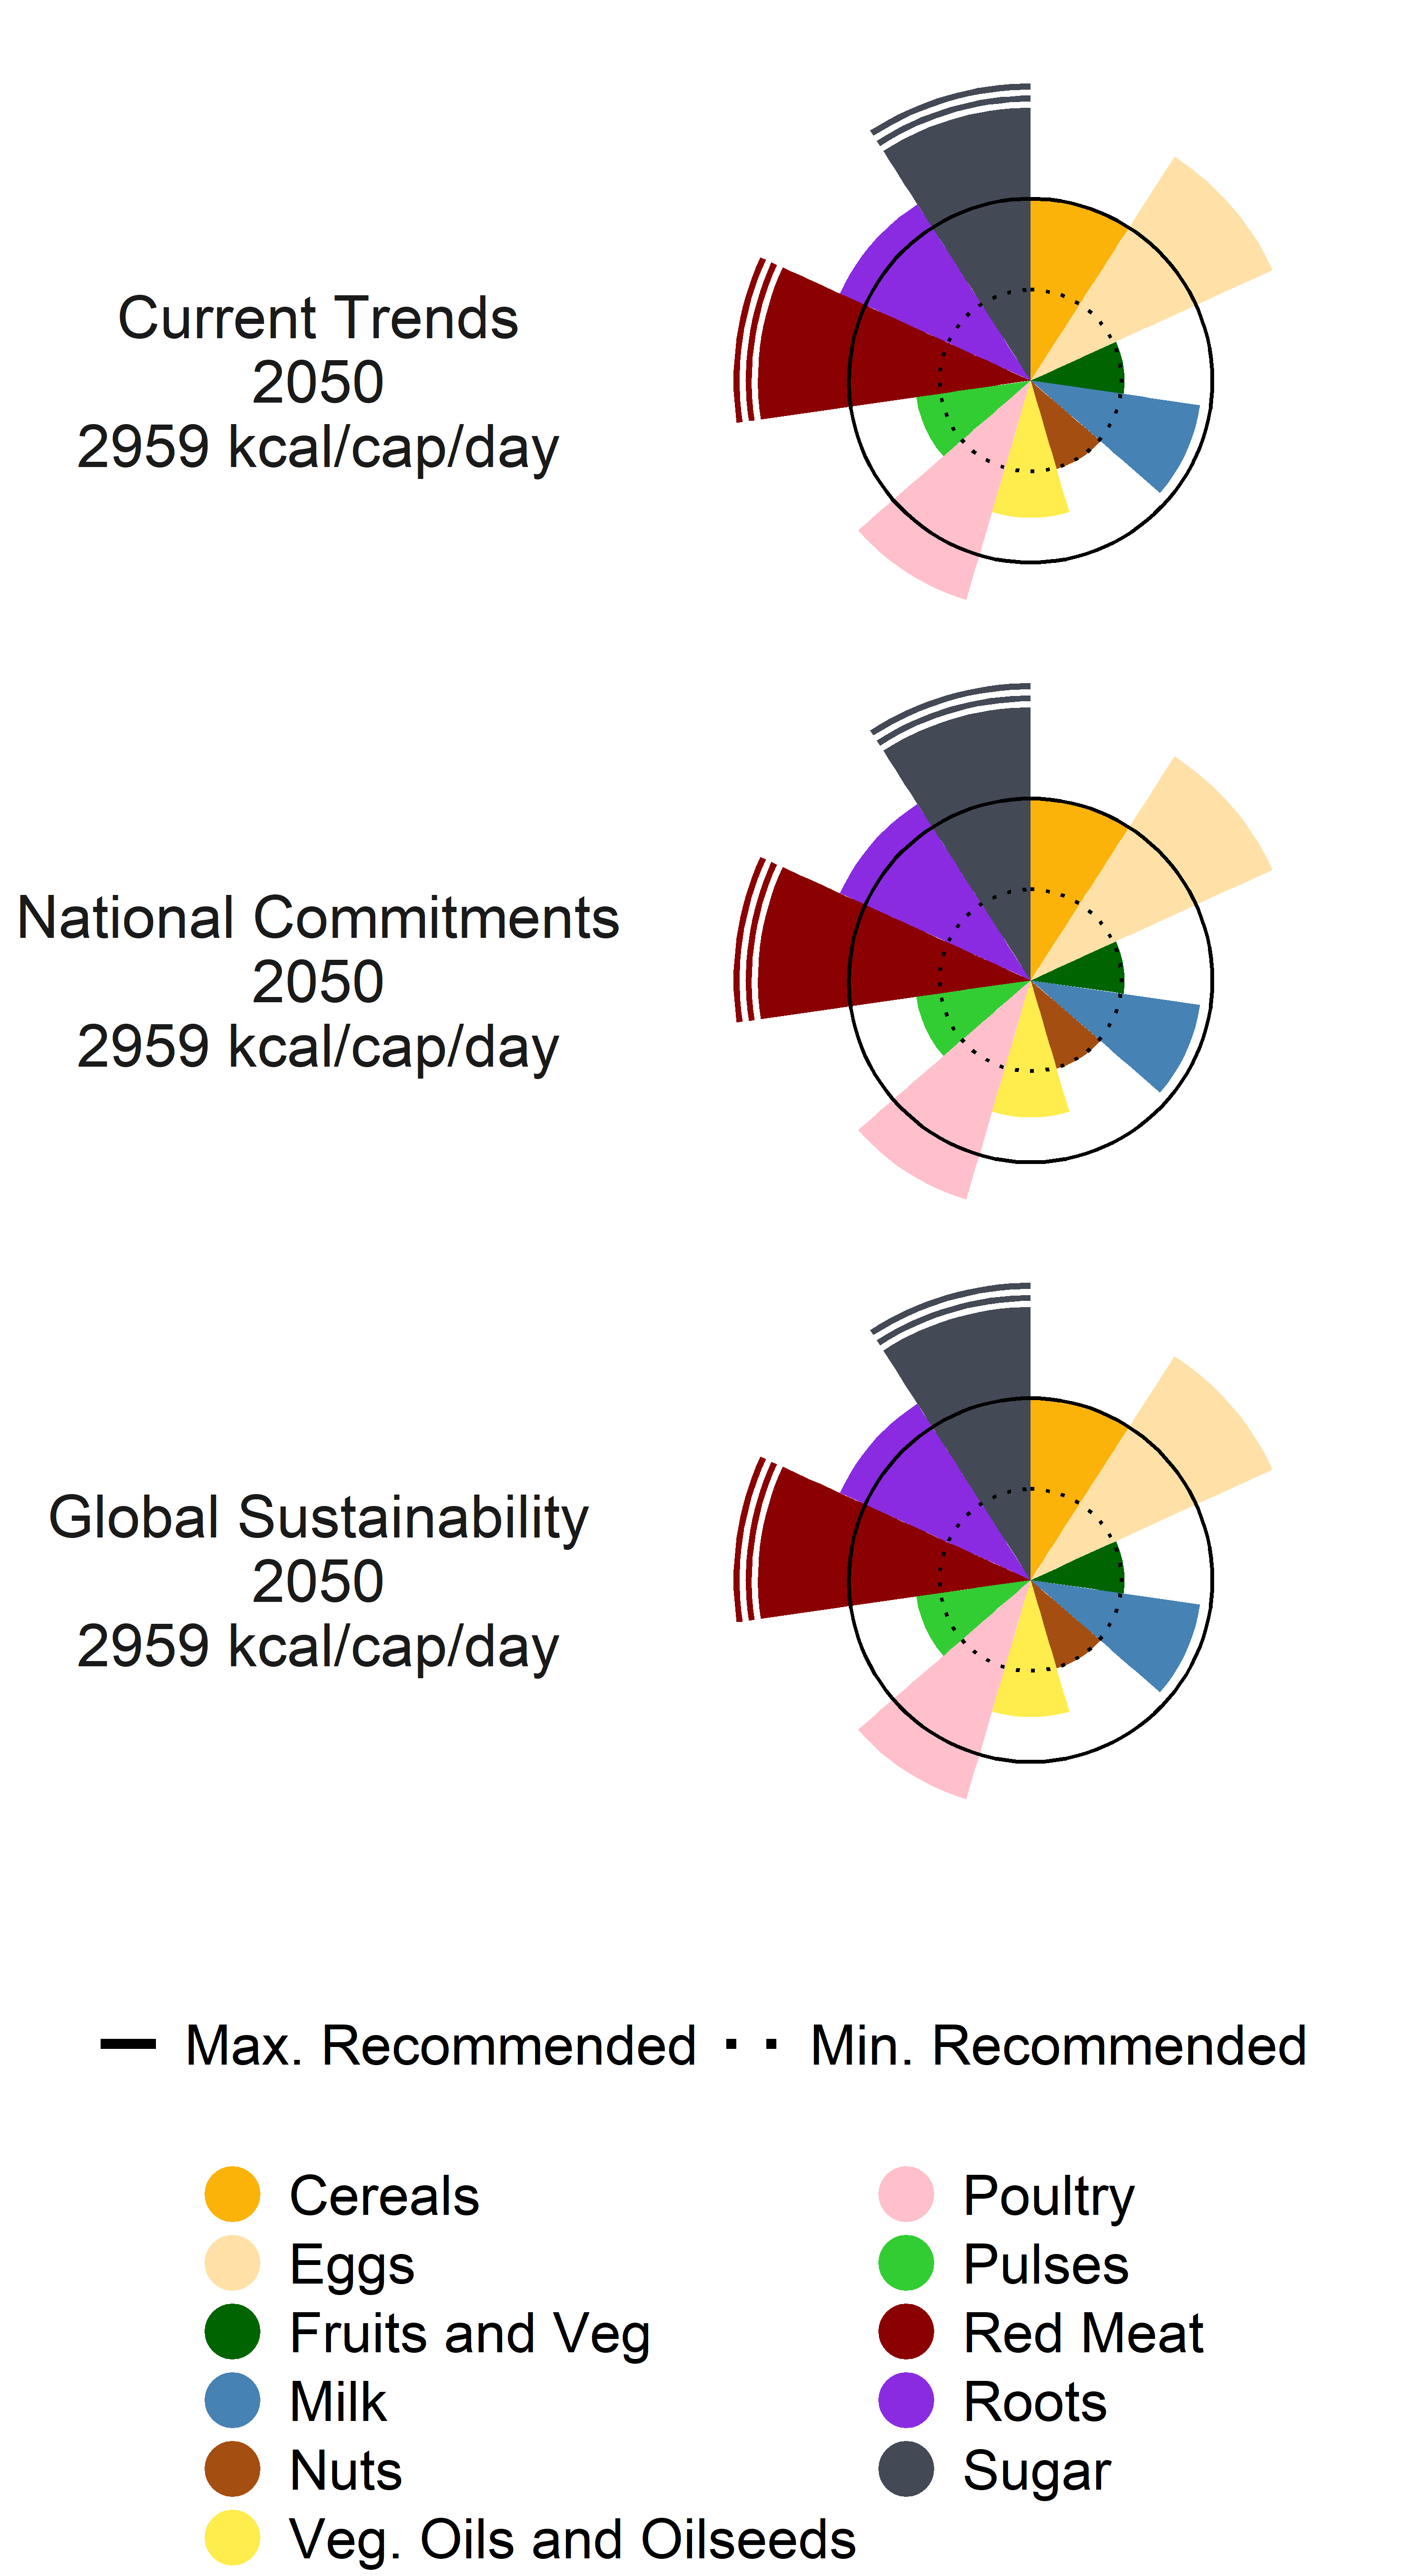 Current Trends
2050
2959 kcal/cap/day
National Commitments
2050
2959 kcal/cap/day
Global Sustainability
2050
2959 kcal/cap/day
Max. Recommended Min. Recommended
Cereals Poultry
Eggs Pulses
Fruits and Veg Red Meat
Milk Roots
Nuts Sugar
Veg. Oils and Oilseeds